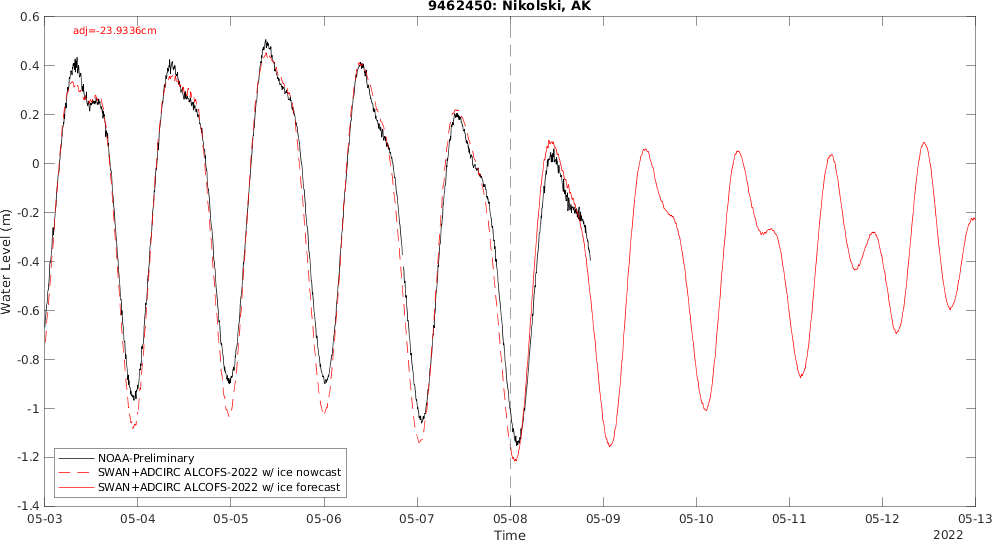 9462450: Nikolski, AK
adj=-23.9336cm
0.6
0.4
0.2
0
-0.2
-0.4
-0.6
-0.8
-1
-1.2
-1.4
Water Level (m)
NOAA-Preliminary
SWAN+ADCIRC ALCOFS-2022 w/ ice nowcast
SWAN+ADCIRC ALCOFS-2022 w/ ice forecast
05-03 05-04 05-05 05-06 05-07 05-08 05-09 05-10 05-11 05-12 05-13
Time
2022